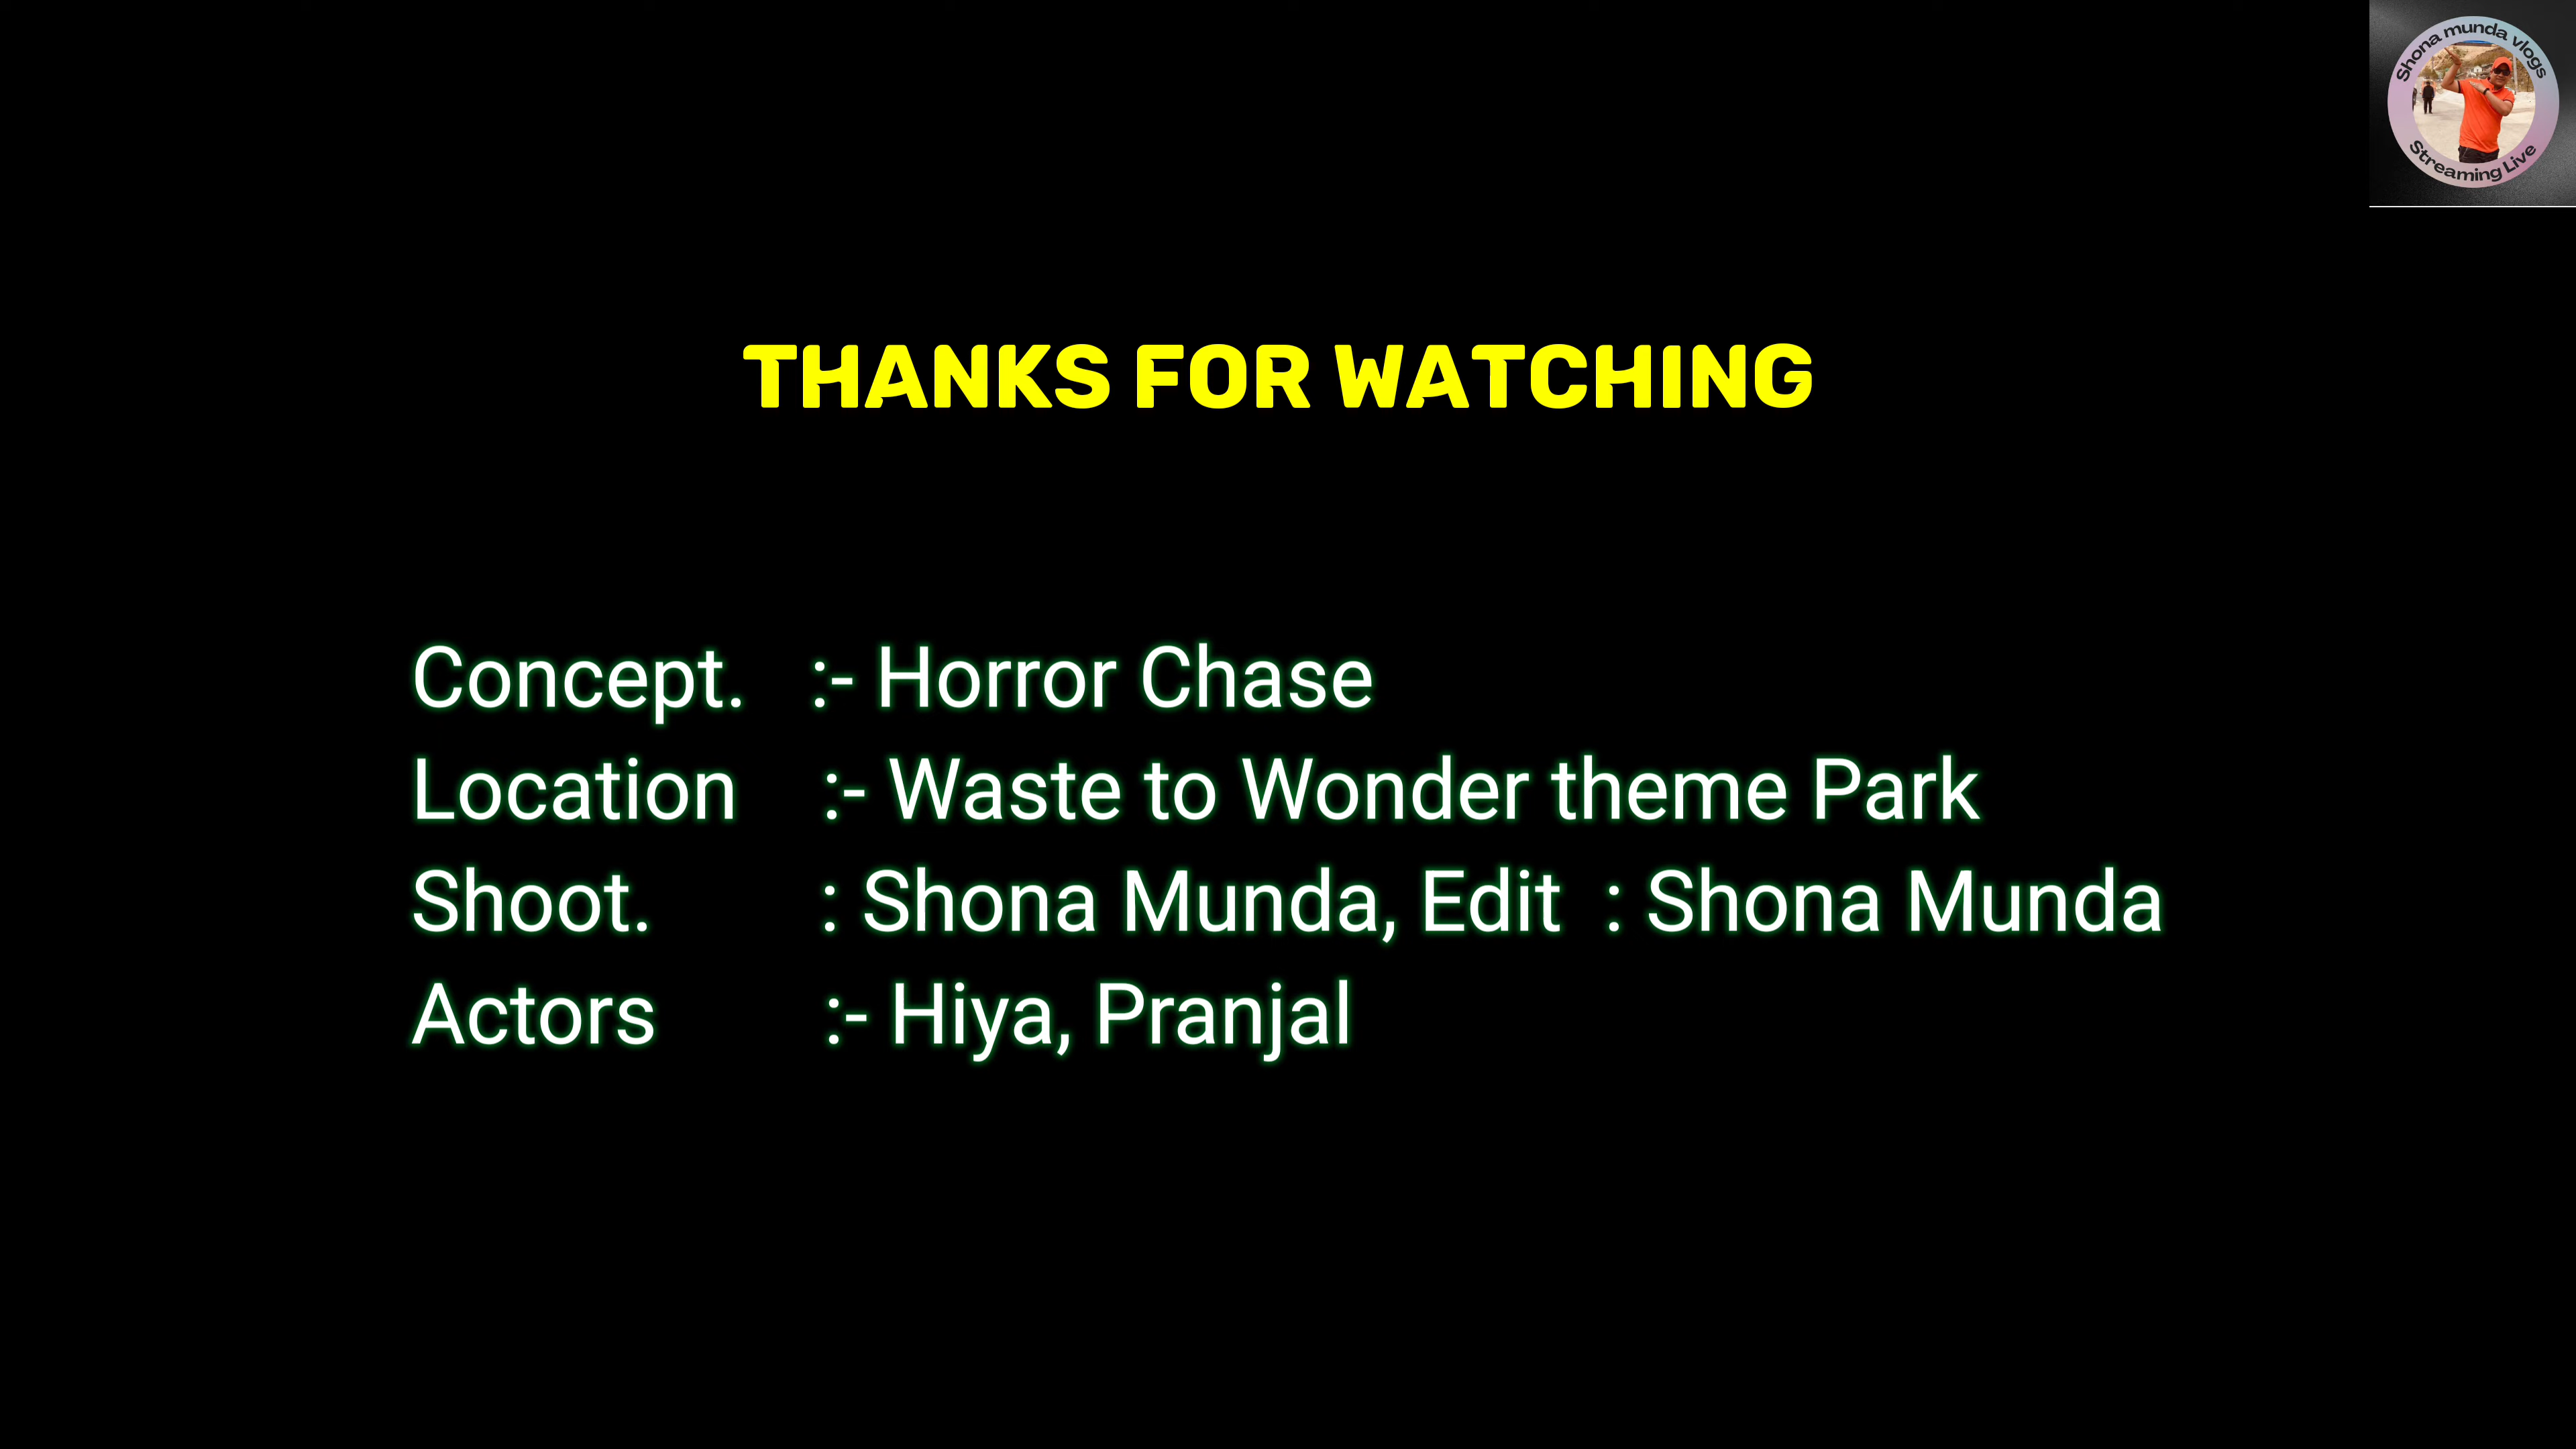 Shona munda vlogs
Streaming Live
THANKS FOR WATCHING
Concept. :- Horror Chase
Location :- Waste to Wonder theme Park
Shoot. : Shona Munda, Edit : Shona Munda
Actors :- Hiya, Pranjal